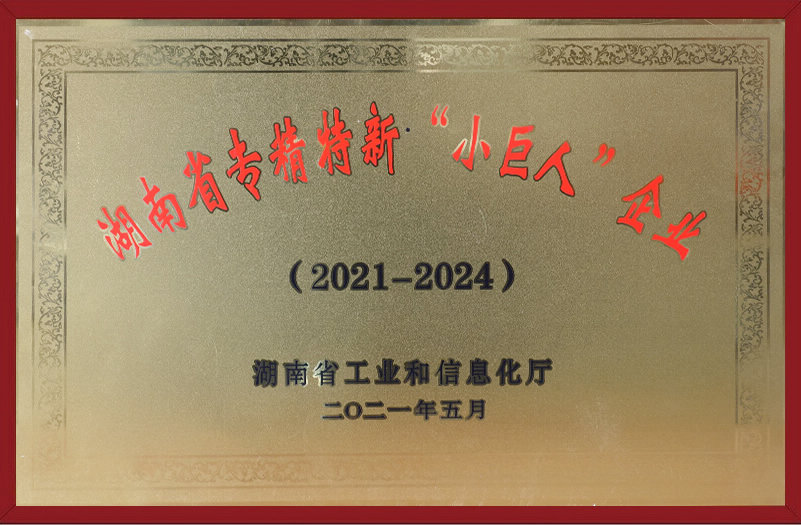 湖南省专精特新“小巨人”企业
（2021-2024）
湖南省工业和信息化厅
二〇二一年五月